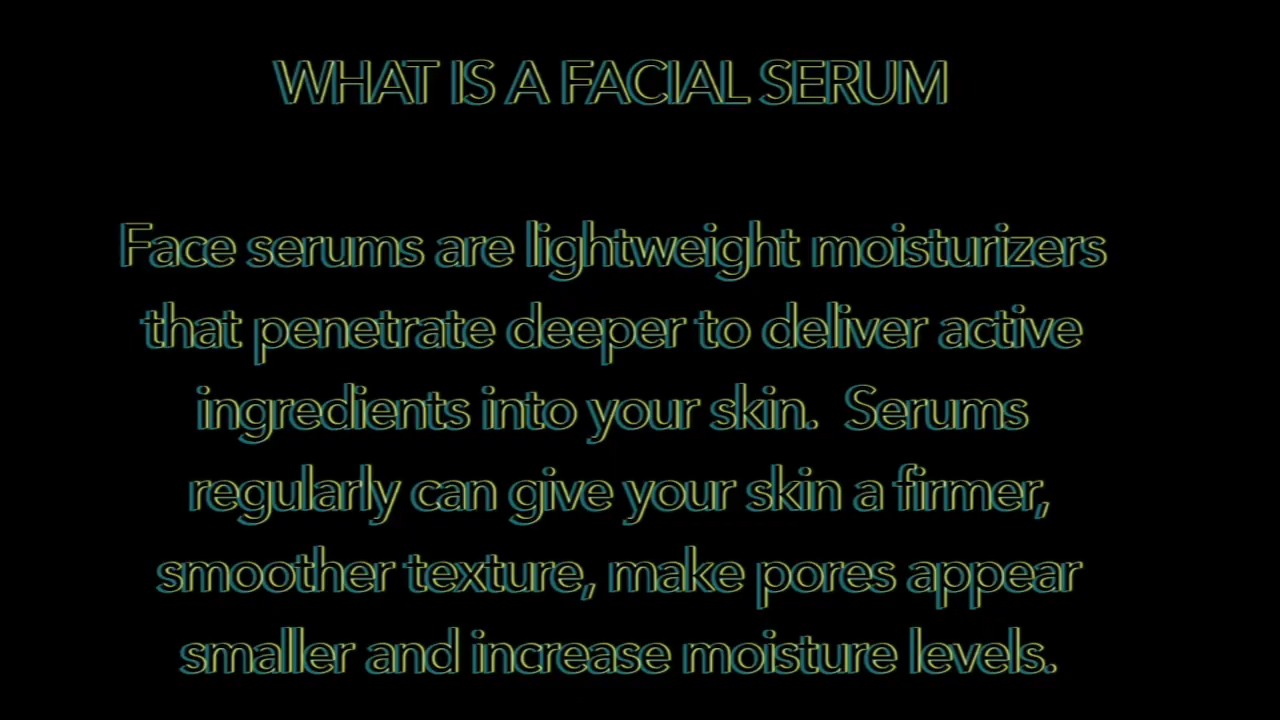 WHAT IS A FACIAL SERUM
Face serums are lightweight moisturizers
that penetrate deeper to deliver active
ingredients into your skin.  Serums
regularly can give your skin a firmer,
smoother texture, make pores appear
smaller and increase moisture levels.